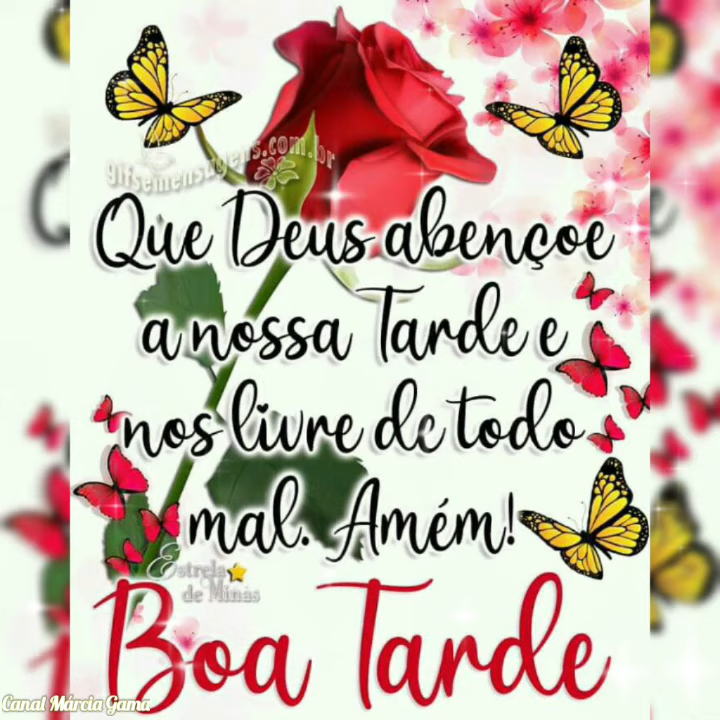 gifsemensagens.com.br
Que Deus abençoe
a nossa Tarde e
nos livre de todo
mal. Amém!
Estrela
de Minas
Boa Tarde
Canal Márcia Gama